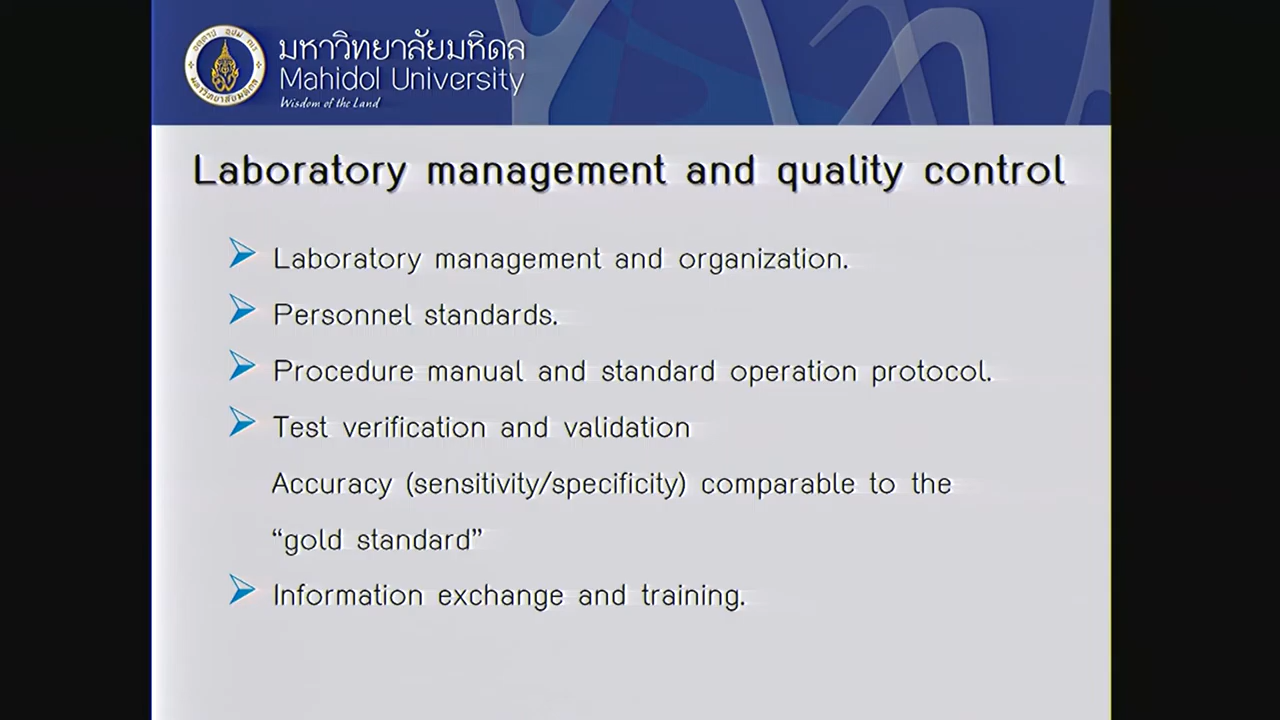 มหาวิทยาลัยมหิดล
Mahidol University
Wisdom of the Land
Laboratory management and quality control
Laboratory management and organization.
Personnel standards.
Procedure manual and standard operation protocol.
Test verification and validation
Accuracy (sensitivity/specificity) comparable to the
“gold standard”
Information exchange and training.